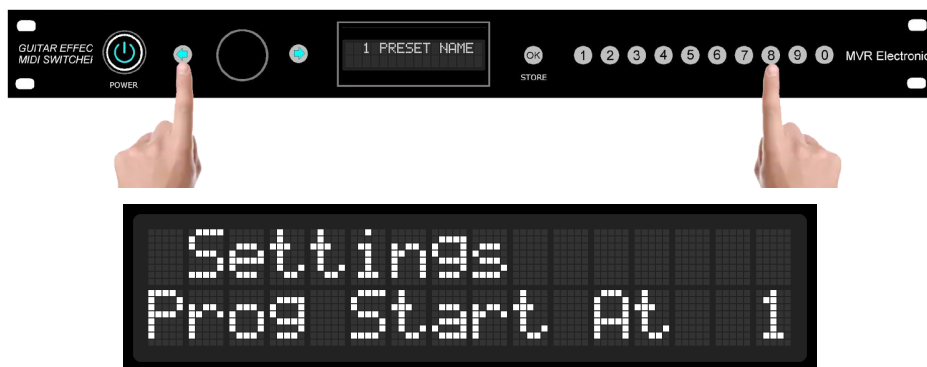 GUITAR EFFEC
MIDI SWITCHER
POWER
1 PRESET NAME
OK
STORE
1 2 3 4 5 6 7 8 9 0
MVR Electronic
Settings
Prog Start At 1